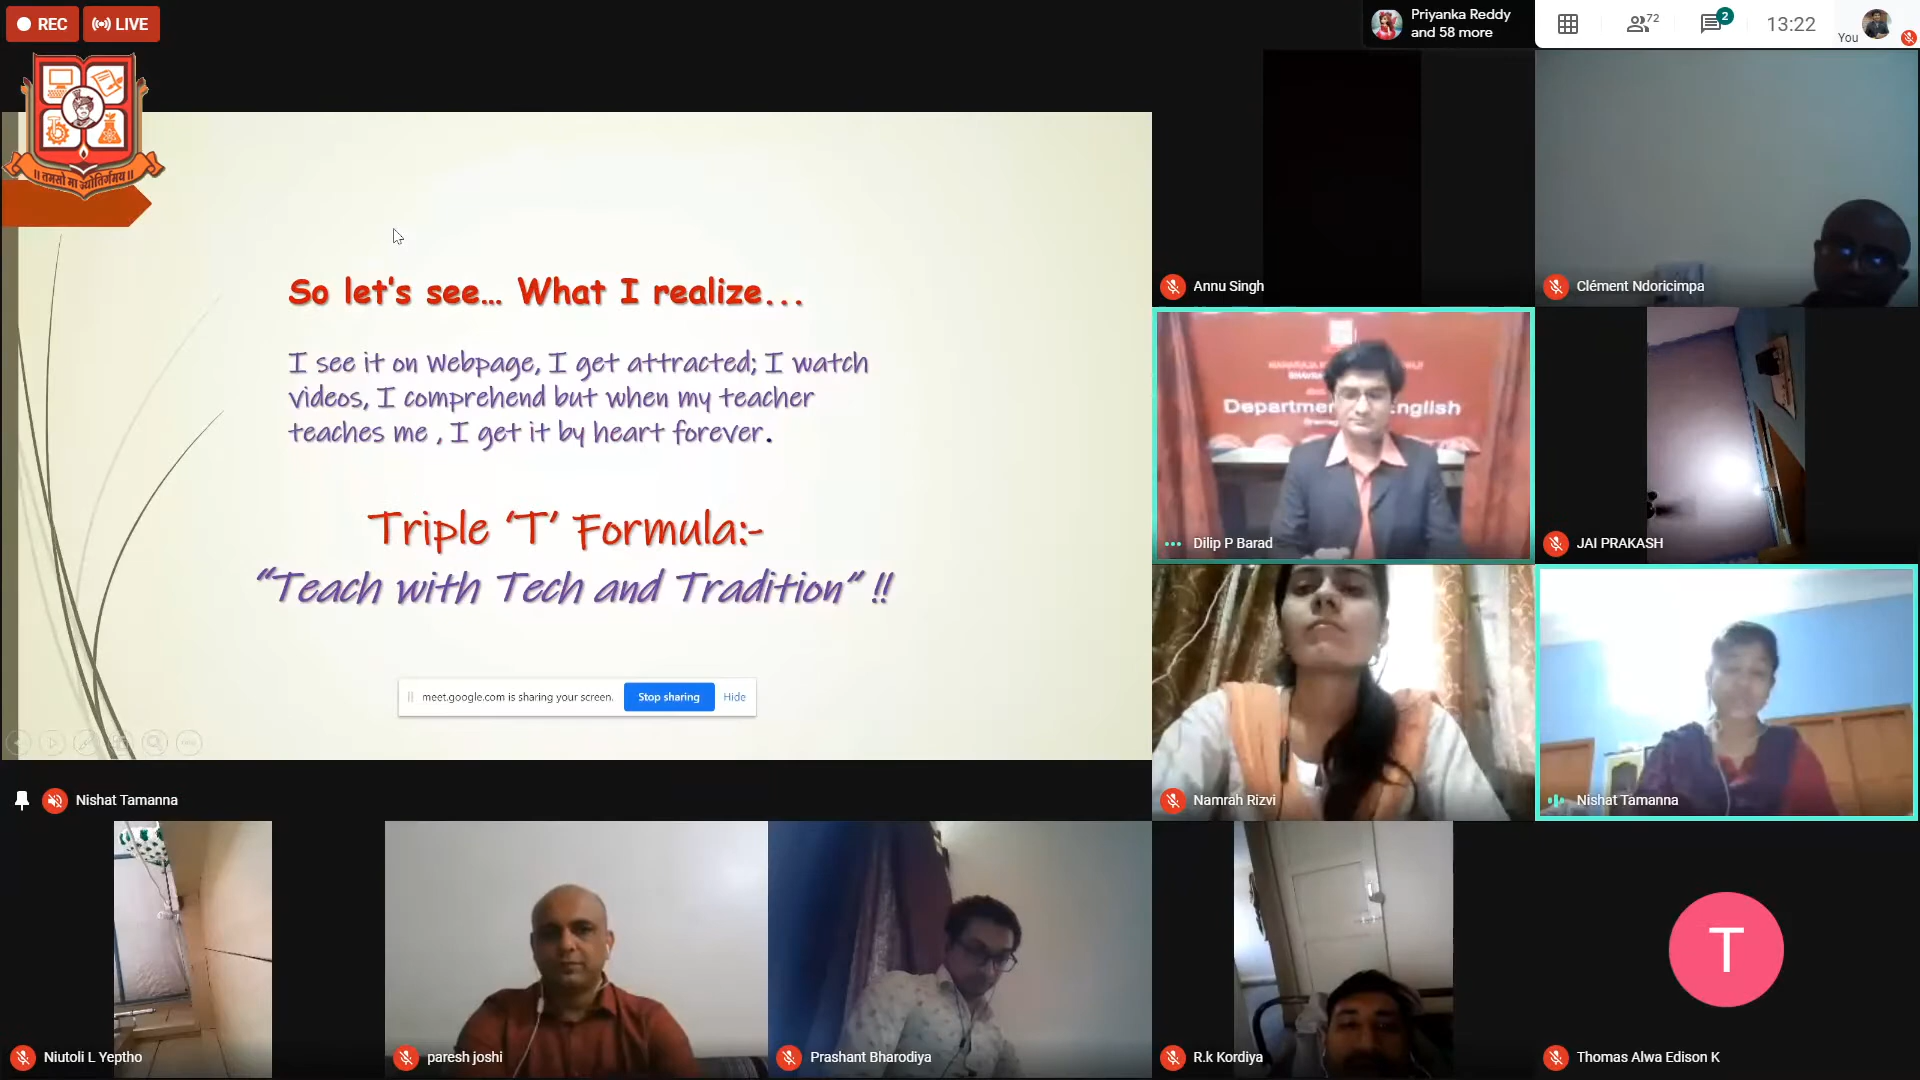 REC
LIVE
Priyanka Reddy
and 58 more
72
2
13:22
You
॥ तमसो मा ज्योतिर्गमय ॥
So let's see... What I realize...
I see it on Webpage, I get attracted; I watch
videos, I comprehend but when my teacher
teaches me , I get it by heart forever.
Triple ‘T’ Formula:-
“Teach with Tech and Tradition” !!
meet.google.com is sharing your screen.
Stop sharing
Hide
Annu Singh
Clément Ndoricimpa
Dilip P Barad
JAI PRAKASH
Namrah Rizvi
Nishat Tamanna
Nishat Tamanna
Niutoli L Yeptho
paresh joshi
Prashant Bharodiya
R.k Kordiya
T
Thomas Alwa Edison K